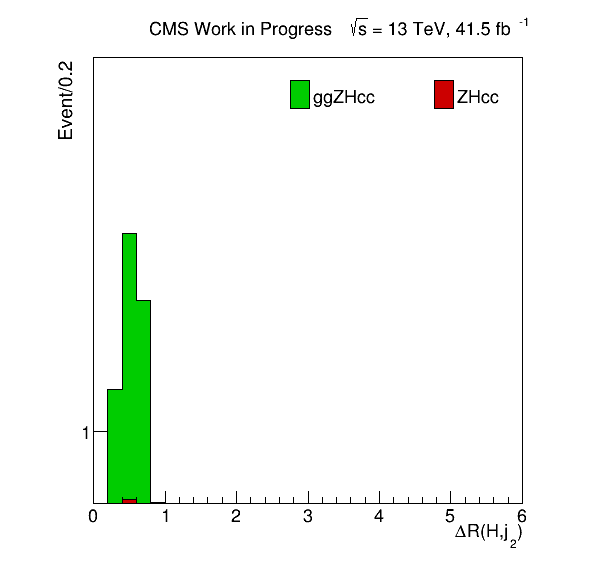 CMS Work in Progress √s = 13 TeV, 41.5 fb⁻¹
Event/0.2
ggZHcc ZHcc
1
0 1 2 3 4 5 6
ΔR(H,j₂)